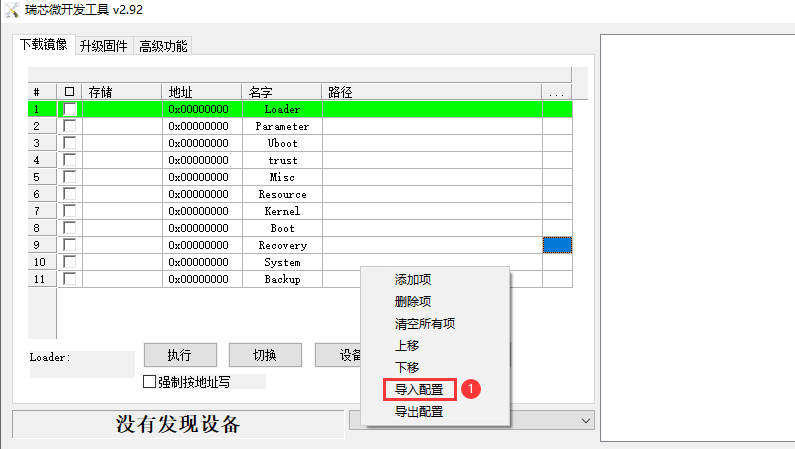 瑞芯微开发工具 v2.92
下载镜像 升级固件 高级功能
# 存储 地址 名字 路径 ...
1 0x00000000 Loader
2 0x00000000 Parameter
3 0x00000000 Uboot
4 0x00000000 trust
5 0x00000000 Misc
6 0x00000000 Resource
7 0x00000000 Kernel
8 0x00000000 Boot
9 0x00000000 Recovery
10 0x00000000 System
11 0x00000000 Backup
添加项
删除项
清空所有项
上移
下移
导入配置 1
导出配置
Loader:
执行 切换 设备
强制按地址写
没有发现设备